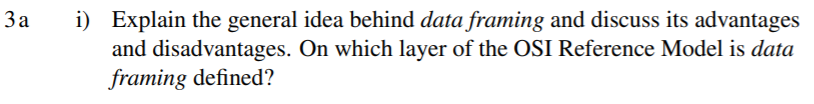 3a i) Explain the general idea behind data framing and discuss its advantages
and disadvantages. On which layer of the OSI Reference Model is data
framing defined?